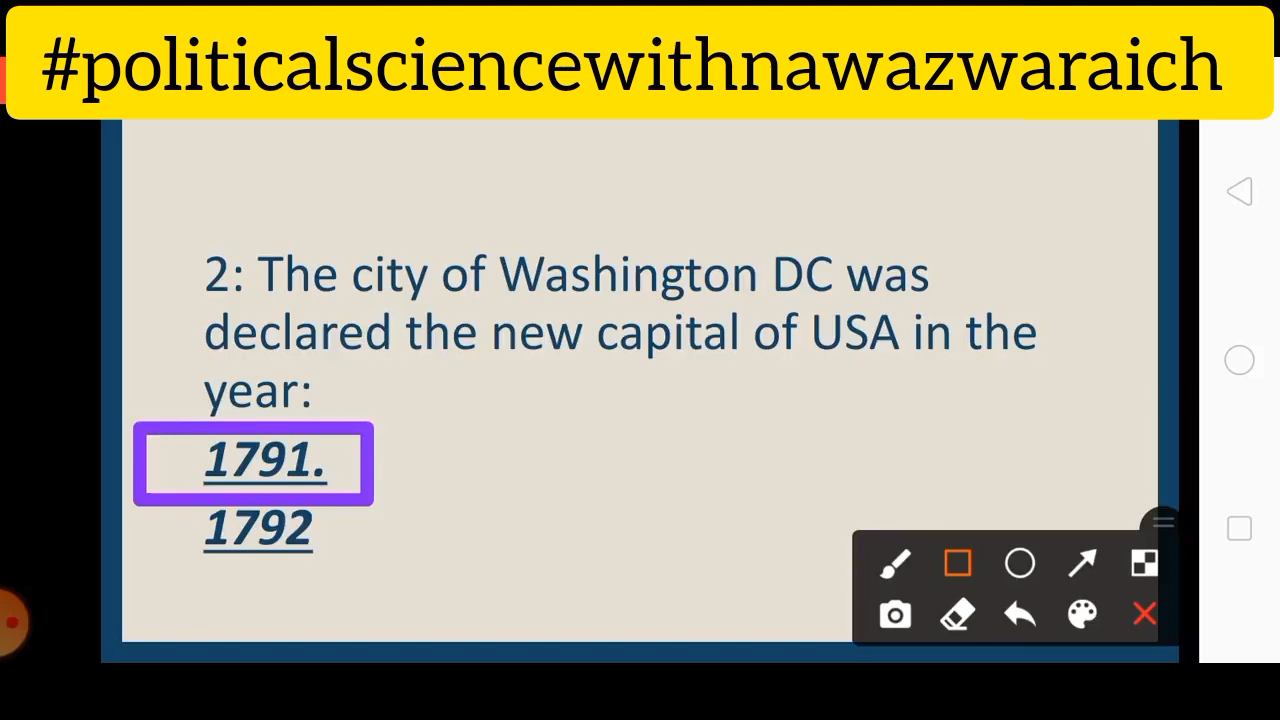 #politicalsciencewithnawazwaraich
2: The city of Washington DC was
declared the new capital of USA in the
year:
1791.
1792